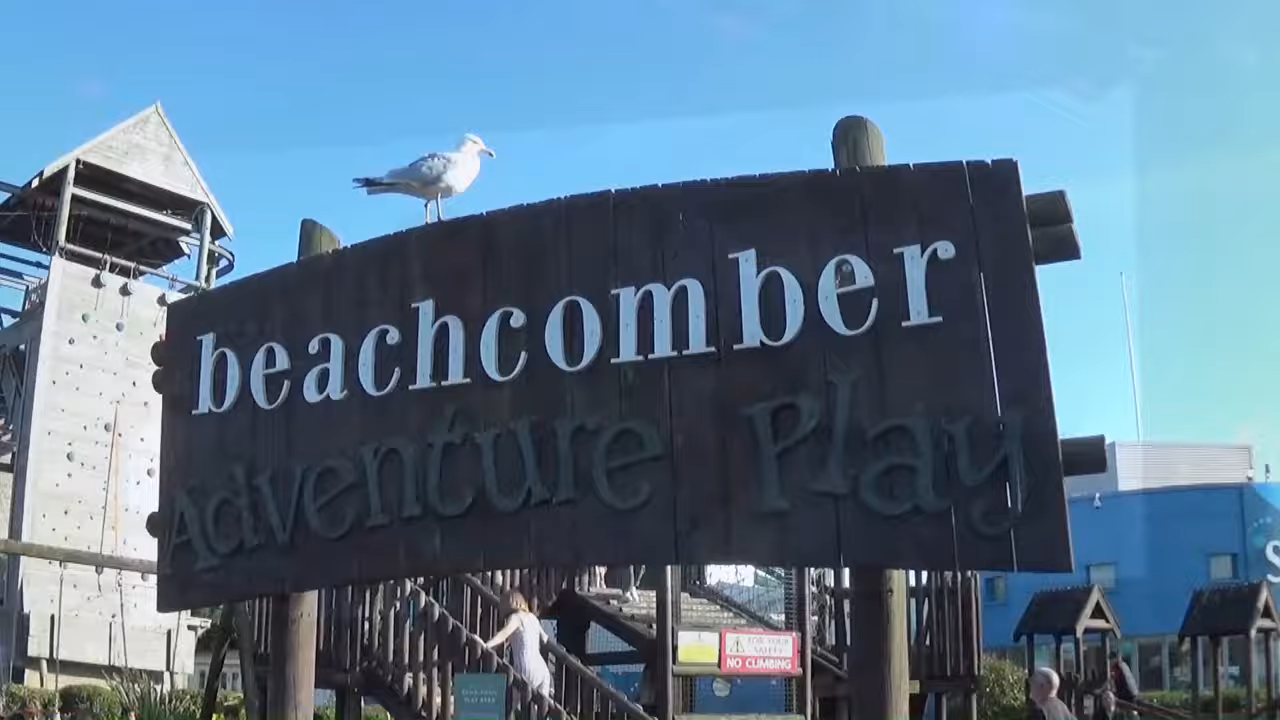 beachcomber
Adventure Play
FOR YOUR
SAFETY
NO CLIMBING
S